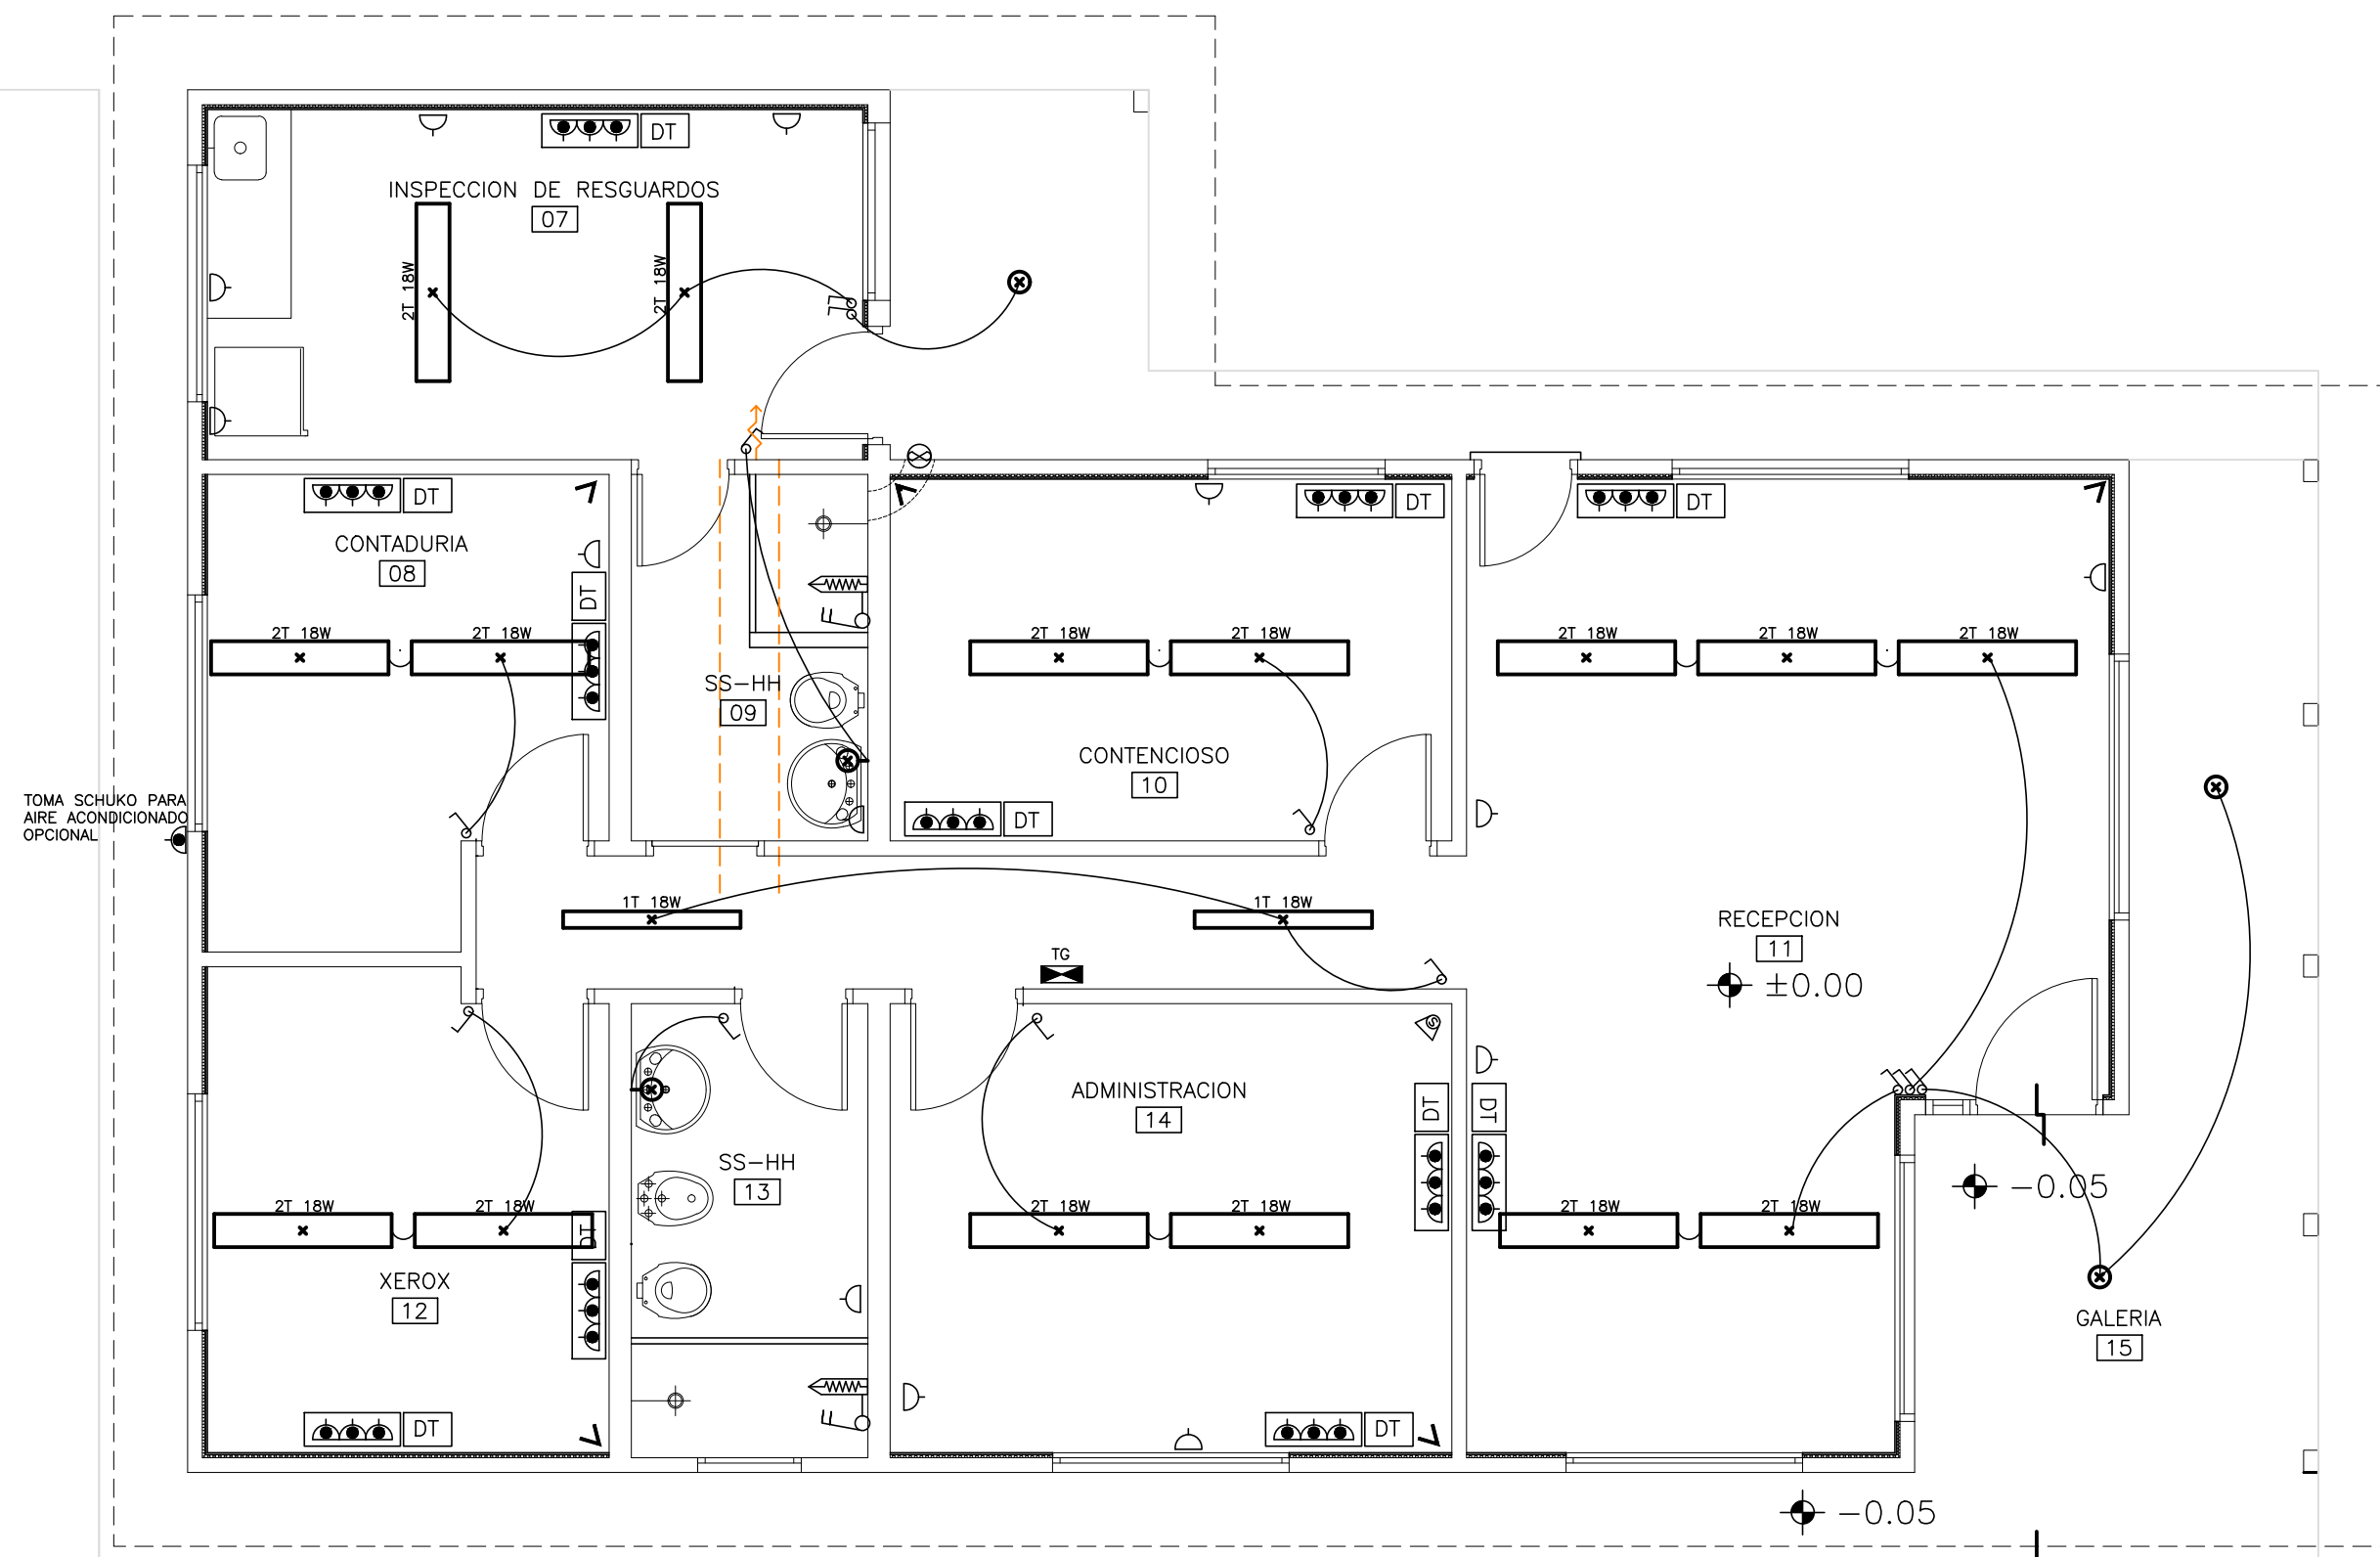 DT
INSPECCION DE RESGUARDOS
07
2T 18W
2T 18W
DT
DT
DT
DT
CONTADURIA
08
DT
2T 18W
2T 18W
2T 18W
2T 18W
2T 18W
2T 18W
2T 18W
SS-HH
09
CONTENCIOSO
10
TOMA SCHUKO PARA
AIRE ACONDICIONADO
OPCIONAL
DT
1T 18W
1T 18W
RECEPCION
11
TG
±0.00
S
ADMINISTRACION
14
DT
DT
SS-HH
13
-0.05
2T 18W
2T 18W
2T 18W
2T 18W
2T 18W
2T 18W
DT
XEROX
12
GALERIA
15
DT
DT
-0.05